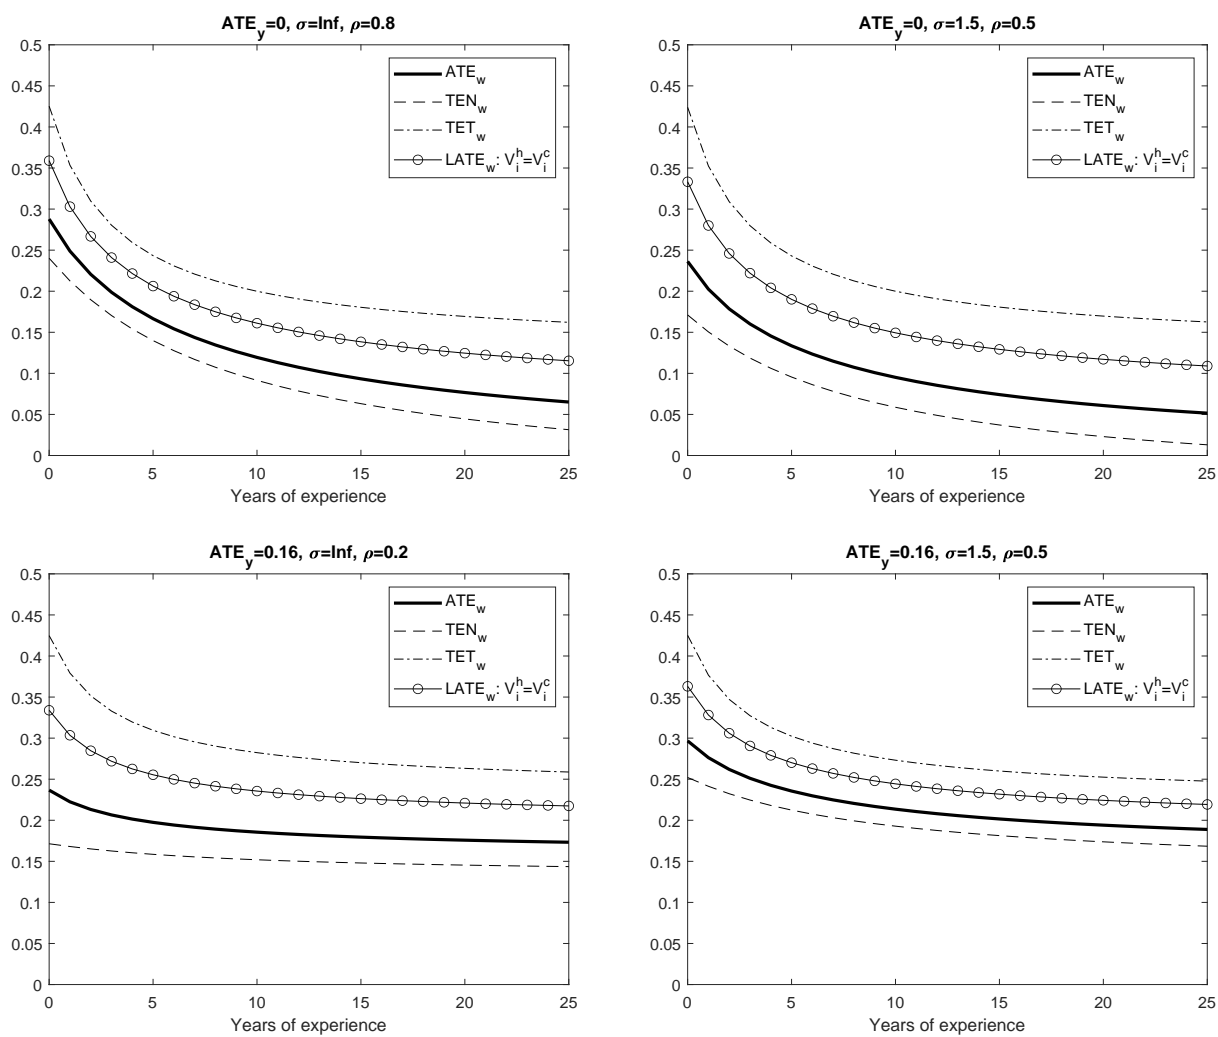 ATE_y=0, σ=Inf, ρ=0.8
0.5
0.45
0.4
0.35
0.3
0.25
0.2
0.15
0.1
0.05
0
0 5 10 15 20 25
Years of experience
ATE_w
TEN_w
TET_w
LATE_w: V_i^h=V_i^c
ATE_y=0, σ=1.5, ρ=0.5
0.5
0.45
0.4
0.35
0.3
0.25
0.2
0.15
0.1
0.05
0
0 5 10 15 20 25
Years of experience
ATE_w
TEN_w
TET_w
LATE_w: V_i^h=V_i^c
ATE_y=0.16, σ=Inf, ρ=0.2
0.5
0.45
0.4
0.35
0.3
0.25
0.2
0.15
0.1
0.05
0
0 5 10 15 20 25
Years of experience
ATE_w
TEN_w
TET_w
LATE_w: V_i^h=V_i^c
ATE_y=0.16, σ=1.5, ρ=0.5
0.5
0.45
0.4
0.35
0.3
0.25
0.2
0.15
0.1
0.05
0
0 5 10 15 20 25
Years of experience
ATE_w
TEN_w
TET_w
LATE_w: V_i^h=V_i^c